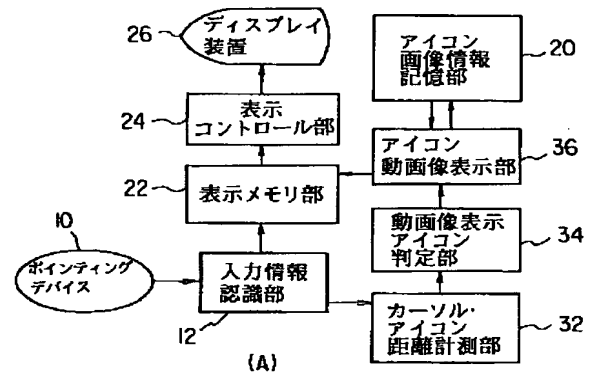 26
ディスプレイ
装置
アイコン
画像情報
記憶部
20
24
表示
コントロール部
アイコン
動画像表示部
36
22
表示メモリ部
10
ポインティング
デバイス
入力情報
認識部
12
動画像表示
アイコン
判定部
34
カーソル・
アイコン
距離計測部
32
(A)